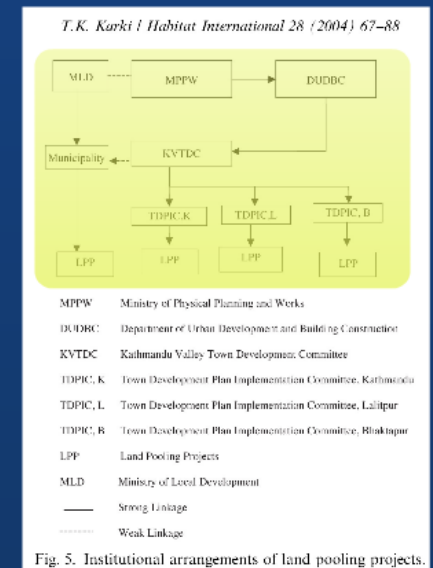 T.K. Karki / Habitat International 28 (2004) 67–88
MLD MPPW DUDBC
Municipality KVTDC
TDPIC,K TDPIC,L TDPIC, B
LPP LPP LPP LPP
MPPW Ministry of Physical Planning and Works
DUDBC Department of Urban Development and Building Construction
KVTDC Kathmandu Valley Town Development Committee
TDPIC, K Town Development Plan Implementation Committee, Kathmandu
TDPIC, L Town Development Plan Implementation Committee, Lalitpur
TDPIC, B Town Development Plan Implementation Committee, Bhaktapur
LPP Land Pooling Projects
MLD Ministry of Local Development
Strong Linkage
Weak Linkage
Fig. 5. Institutional arrangements of land pooling projects.